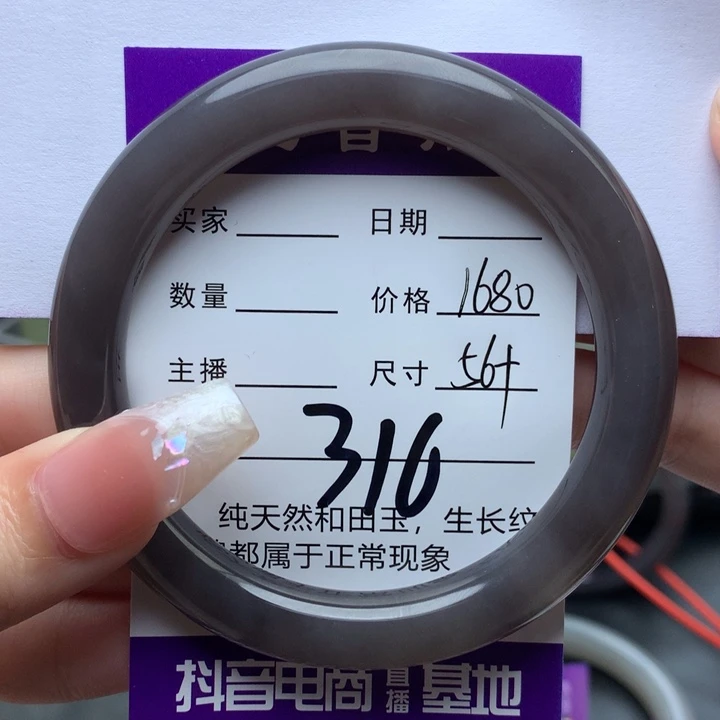 买家 日期
数量 价格 1680
主播 尺寸 56+
316
纯天然和田玉，生长纹
都属于正常现象
抖音电商直播基地